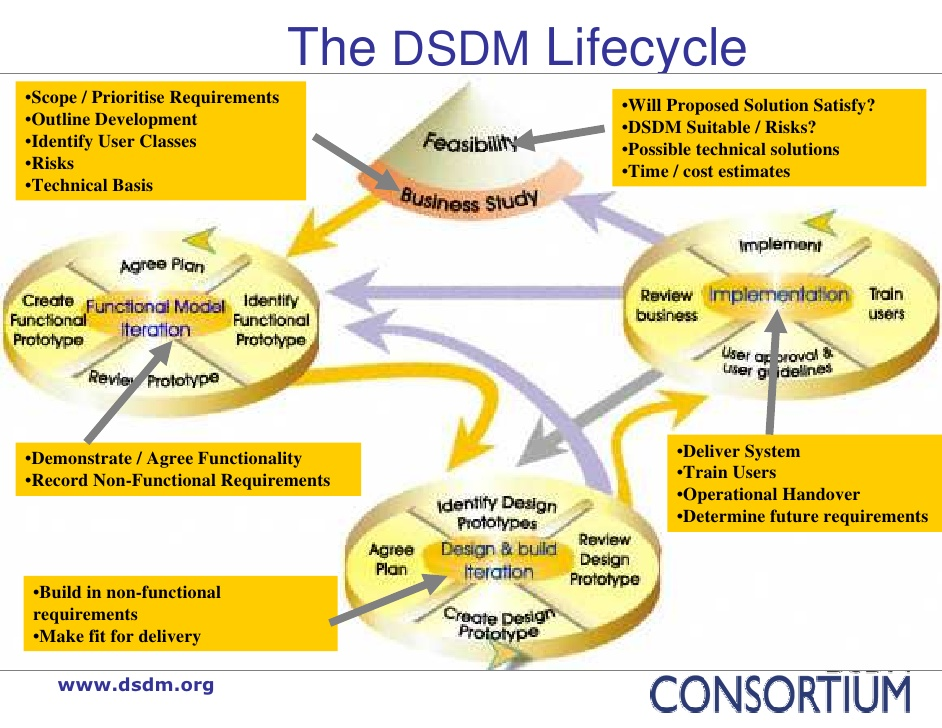 The DSDM Lifecycle
•Scope / Prioritise Requirements
•Outline Development
•Identify User Classes
•Risks
•Technical Basis
•Will Proposed Solution Satisfy?
•DSDM Suitable / Risks?
•Possible technical solutions
•Time / cost estimates
Feasibility
Business Study
Agree Plan
Create
Functional
Prototype
Functional Model
Iteration
Identify
Functional
Prototype
Review Prototype
Implement
Review
business
Implementation
Train
users
User approval &
user guidelines
•Demonstrate / Agree Functionality
•Record Non-Functional Requirements
•Deliver System
•Train Users
•Operational Handover
•Determine future requirements
Identify Design
Prototypes
Agree
Plan
Design & build
Iteration
Review
Design
Prototype
Create Design
Prototype
•Build in non-functional
requirements
•Make fit for delivery
www.dsdm.org
CONSORTIUM